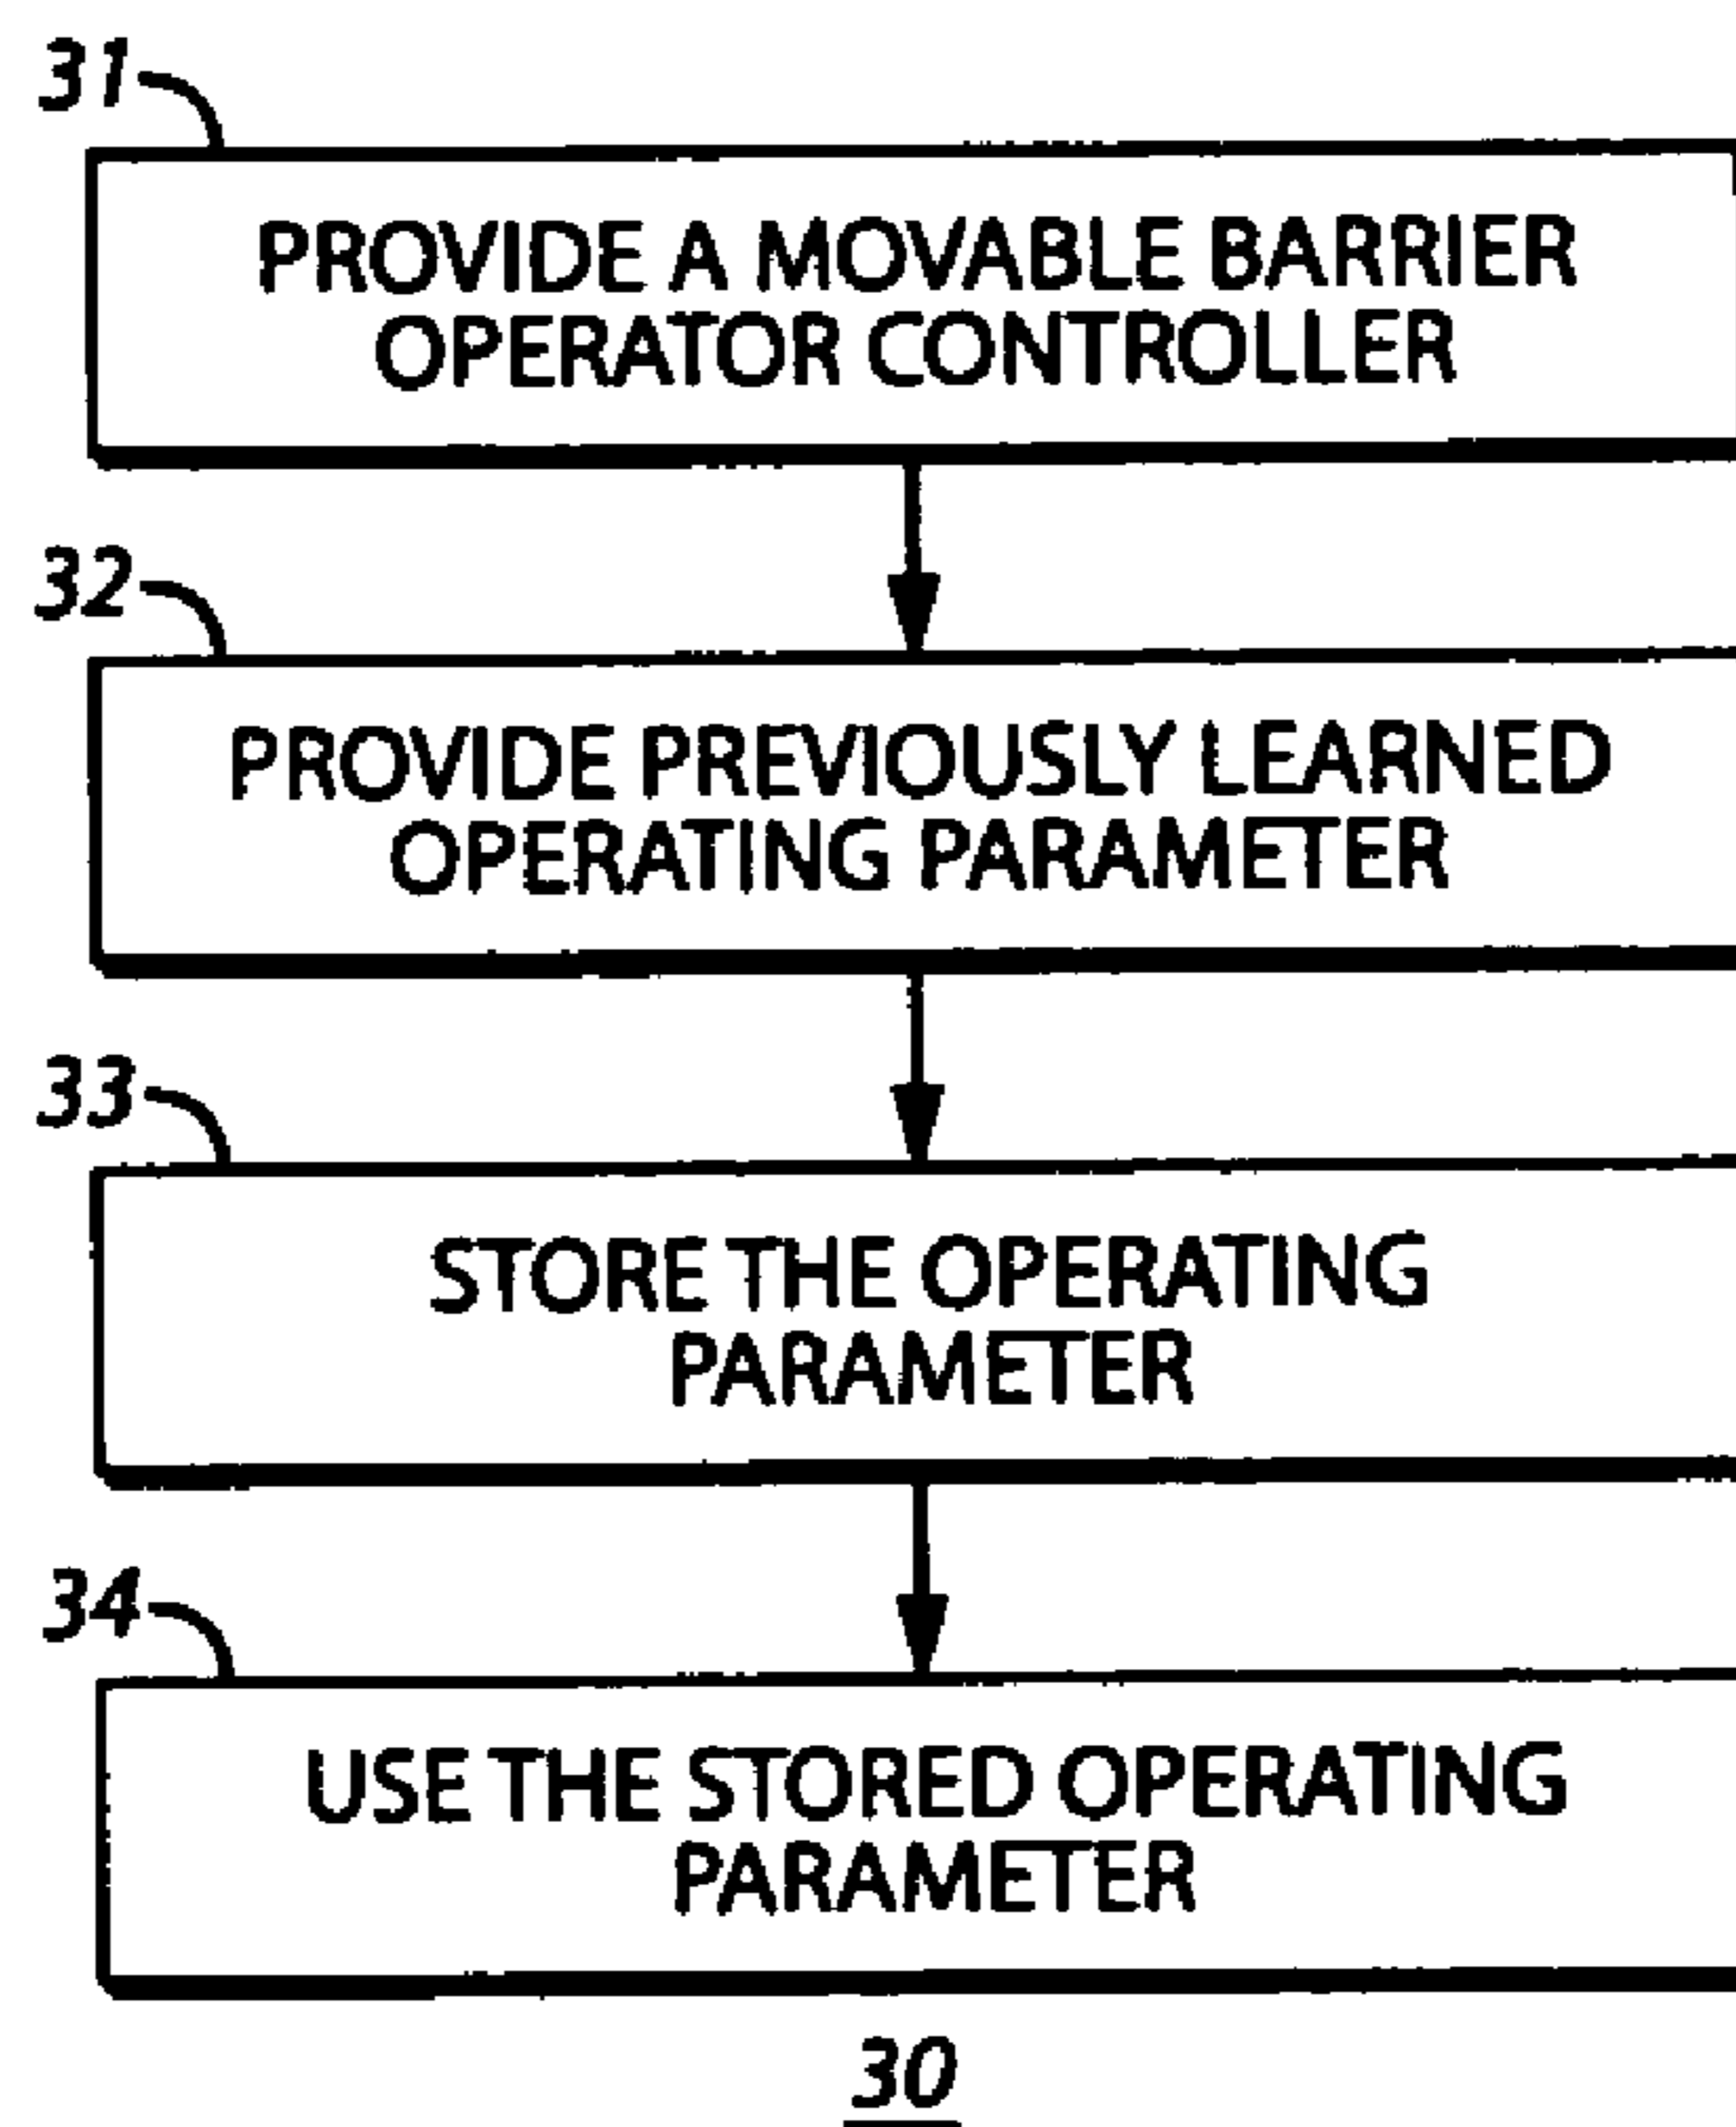 31
PROVIDE A MOVABLE BARRIER
OPERATOR CONTROLLER
32
PROVIDE PREVIOUSLY LEARNED
OPERATING PARAMETER
33
STORE THE OPERATING
PARAMETER
34
USE THE STORED OPERATING
PARAMETER
30